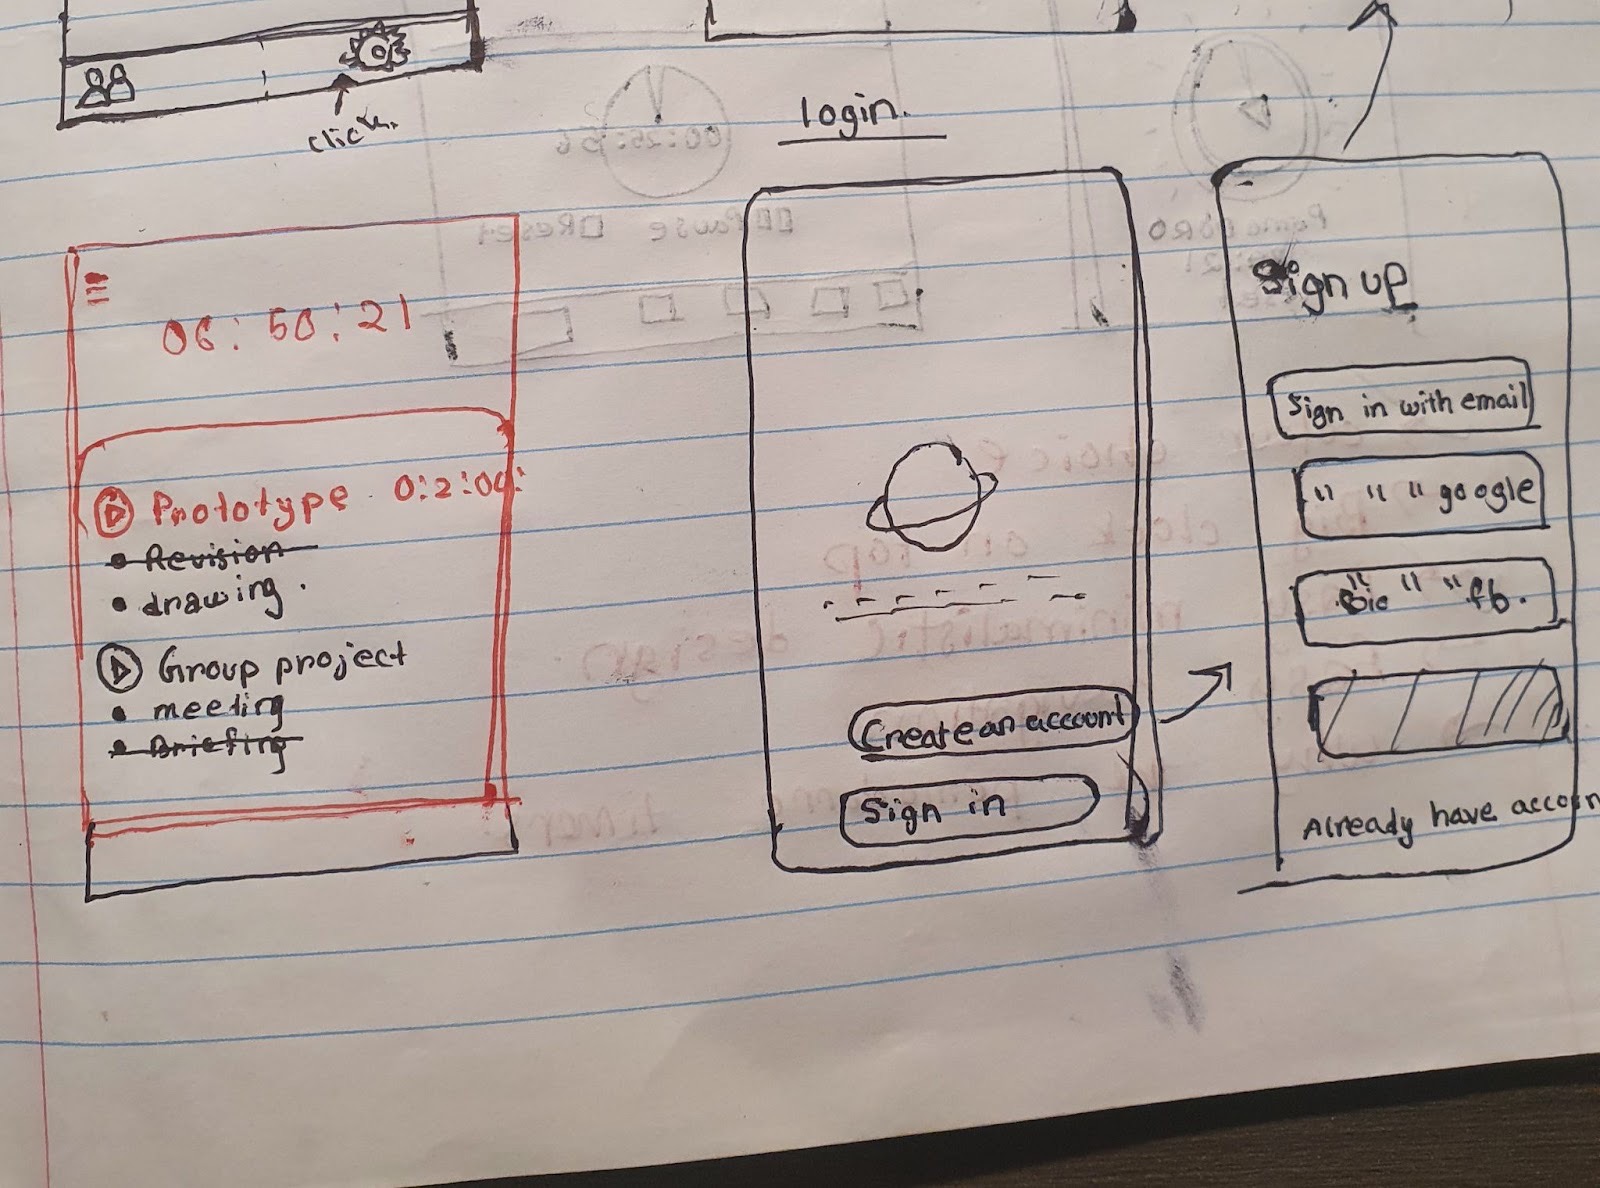 click.
login.
06:50:21
Prototype 0:2:00:
• Revision
• drawing.
Group project
• meeting
• Briefing
Create an account
Sign in
Sign up
Sign in with email
" " " google
" " " fb.
Already have accoun